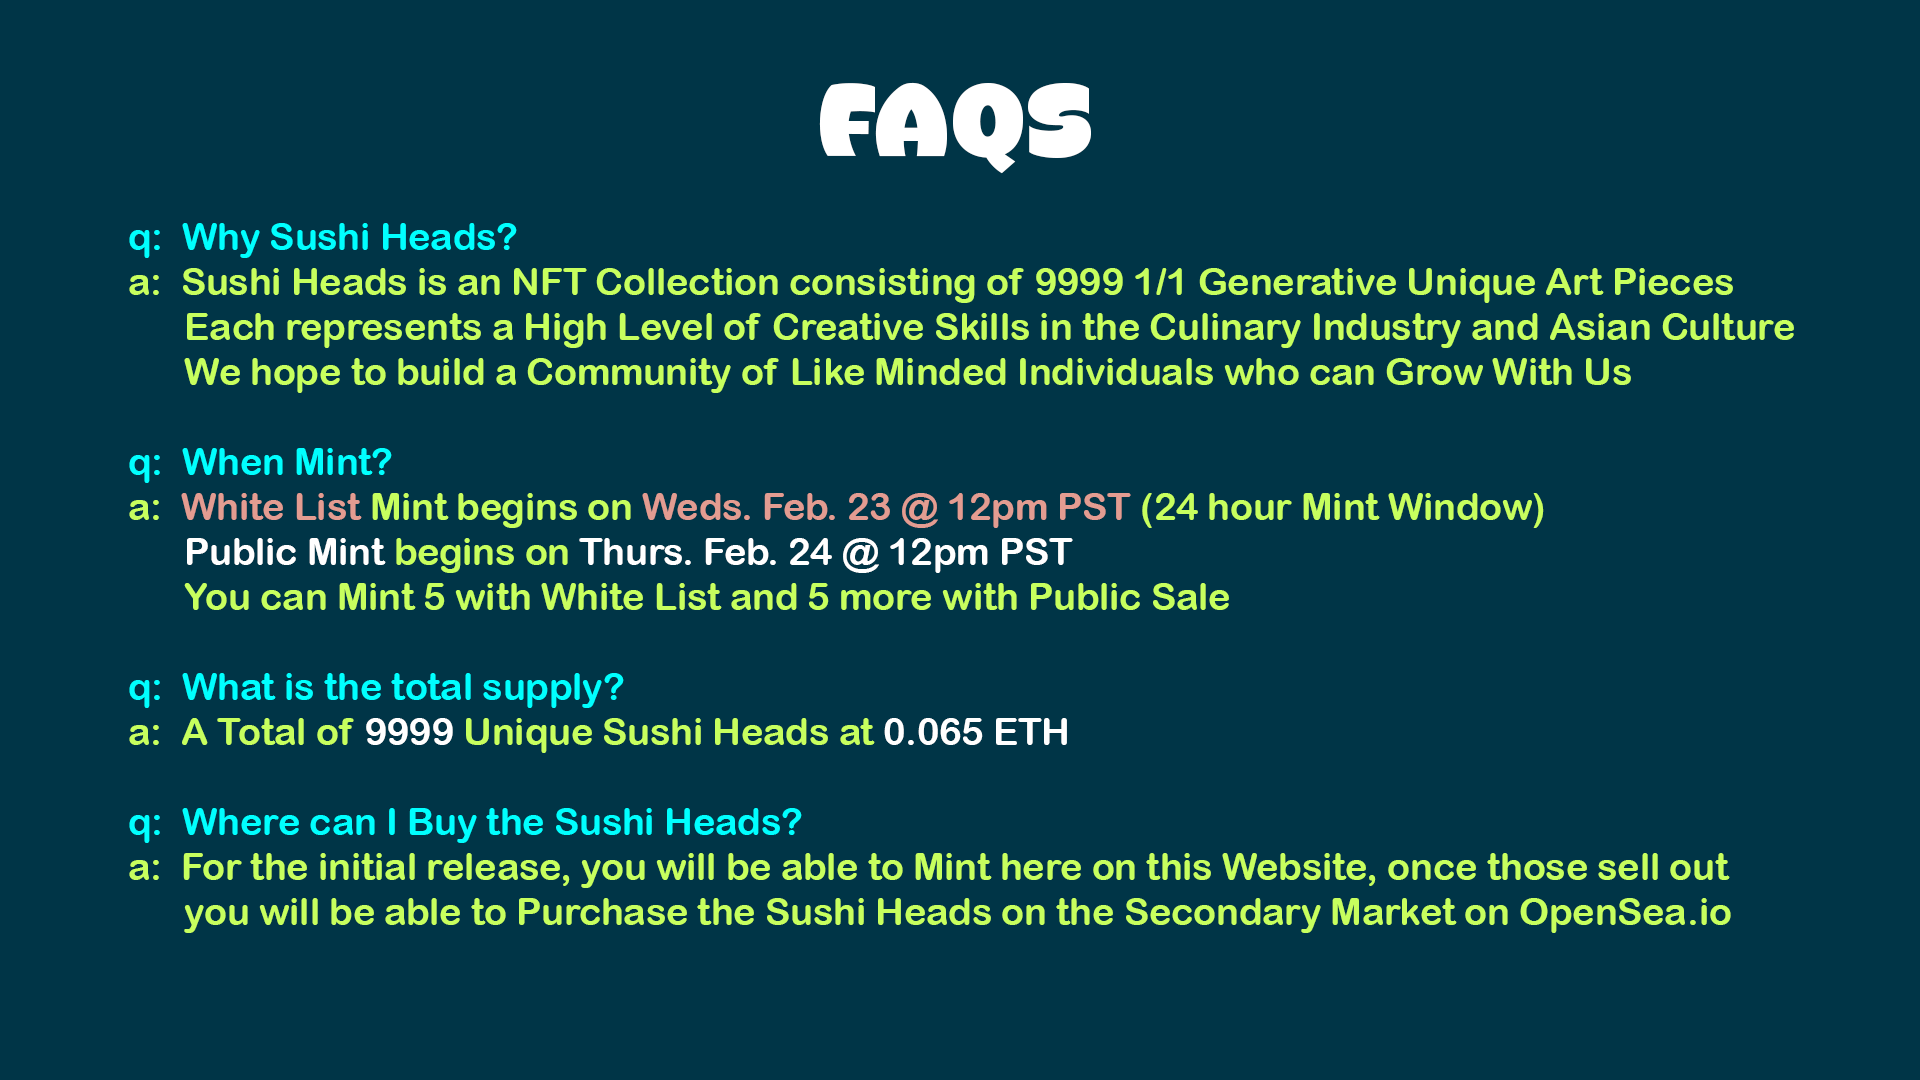 FAQS
q: Why Sushi Heads?
a: Sushi Heads is an NFT Collection consisting of 9999 1/1 Generative Unique Art Pieces
Each represents a High Level of Creative Skills in the Culinary Industry and Asian Culture
We hope to build a Community of Like Minded Individuals who can Grow With Us
q: When Mint?
a: White List Mint begins on Weds. Feb. 23 @ 12pm PST (24 hour Mint Window)
Public Mint begins on Thurs. Feb. 24 @ 12pm PST
You can Mint 5 with White List and 5 more with Public Sale
q: What is the total supply?
a: A Total of 9999 Unique Sushi Heads at 0.065 ETH
q: Where can I Buy the Sushi Heads?
a: For the initial release, you will be able to Mint here on this Website, once those sell out
you will be able to Purchase the Sushi Heads on the Secondary Market on OpenSea.io